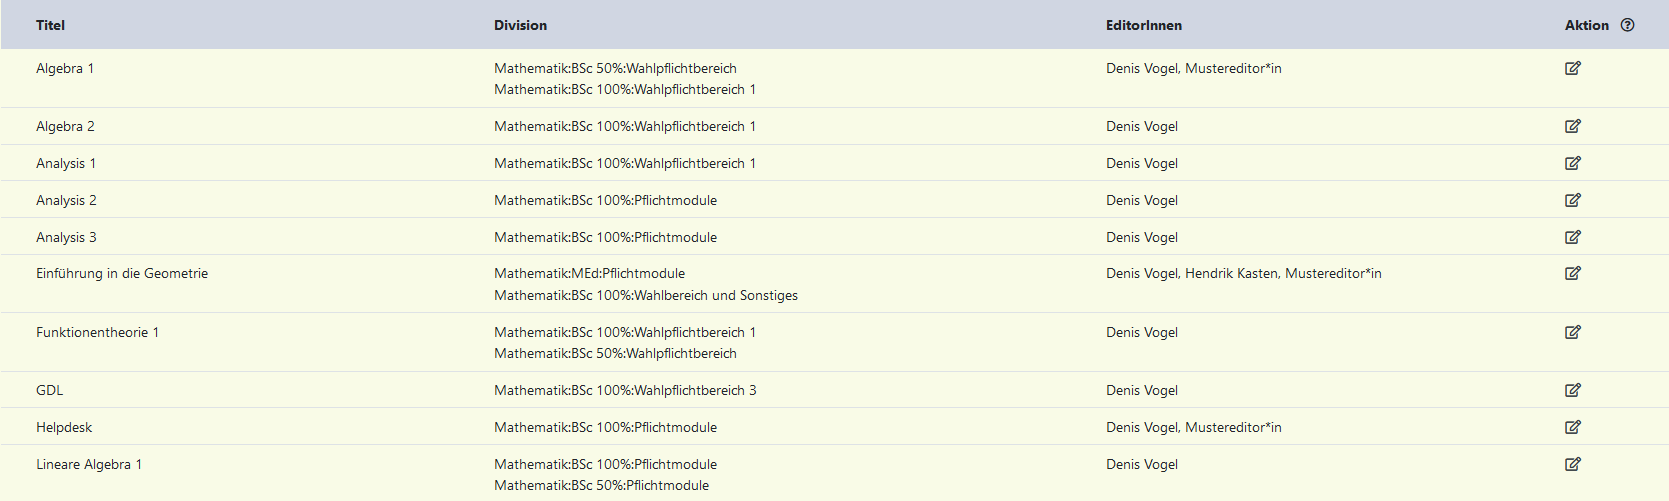 Titel Division EditorInnen Aktion
Algebra 1 Mathematik:BSc 50%:Wahlpflichtbereich Denis Vogel, Mustereditor*in
Mathematik:BSc 100%:Wahlpflichtbereich 1
Algebra 2 Mathematik:BSc 100%:Wahlpflichtbereich 1 Denis Vogel
Analysis 1 Mathematik:BSc 100%:Wahlpflichtbereich 1 Denis Vogel
Analysis 2 Mathematik:BSc 100%:Pflichtmodule Denis Vogel
Analysis 3 Mathematik:BSc 100%:Pflichtmodule Denis Vogel
Einführung in die Geometrie Mathematik:MEd:Pflichtmodule Denis Vogel, Hendrik Kasten, Mustereditor*in
Mathematik:BSc 100%:Wahlbereich und Sonstiges
Funktionentheorie 1 Mathematik:BSc 100%:Wahlpflichtbereich 1 Denis Vogel
Mathematik:BSc 50%:Wahlpflichtbereich
GDL Mathematik:BSc 100%:Wahlpflichtbereich 3 Denis Vogel
Helpdesk Mathematik:BSc 100%:Pflichtmodule Denis Vogel, Mustereditor*in
Lineare Algebra 1 Mathematik:BSc 100%:Pflichtmodule Denis Vogel
Mathematik:BSc 50%:Pflichtmodule